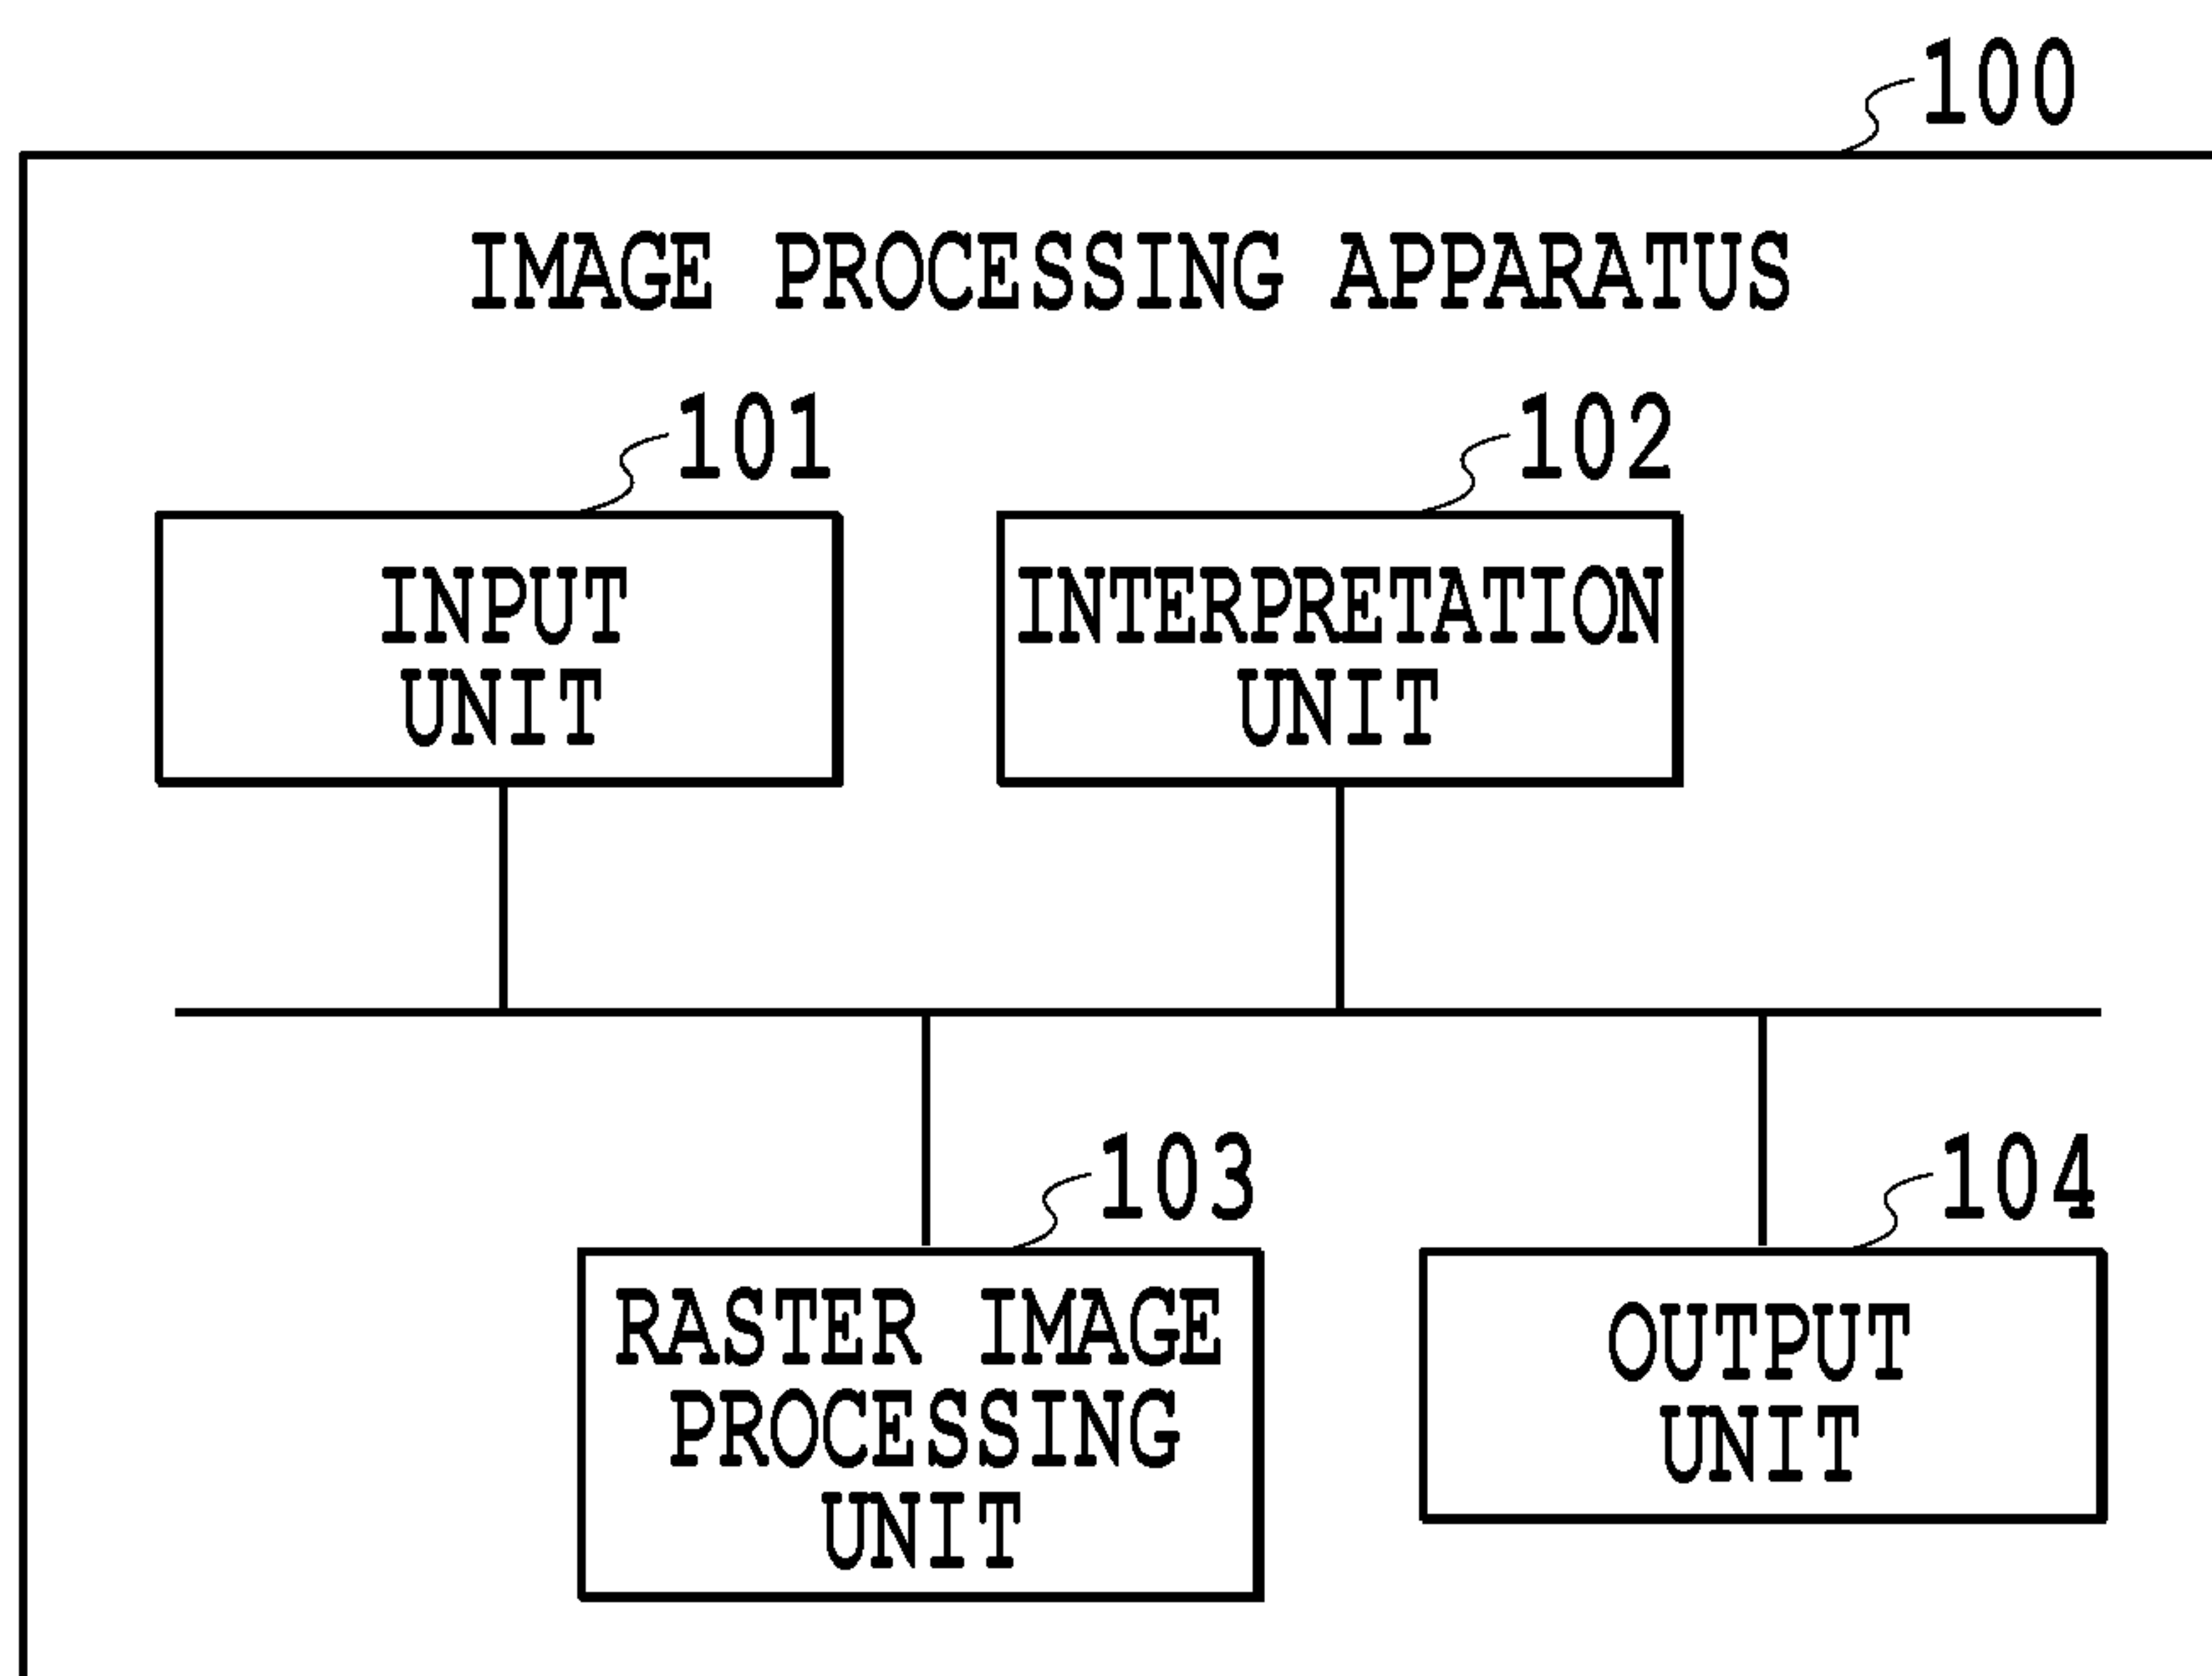 100
IMAGE PROCESSING APPARATUS
101
102
INPUT
UNIT
INTERPRETATION
UNIT
103
104
RASTER IMAGE
PROCESSING
UNIT
OUTPUT
UNIT